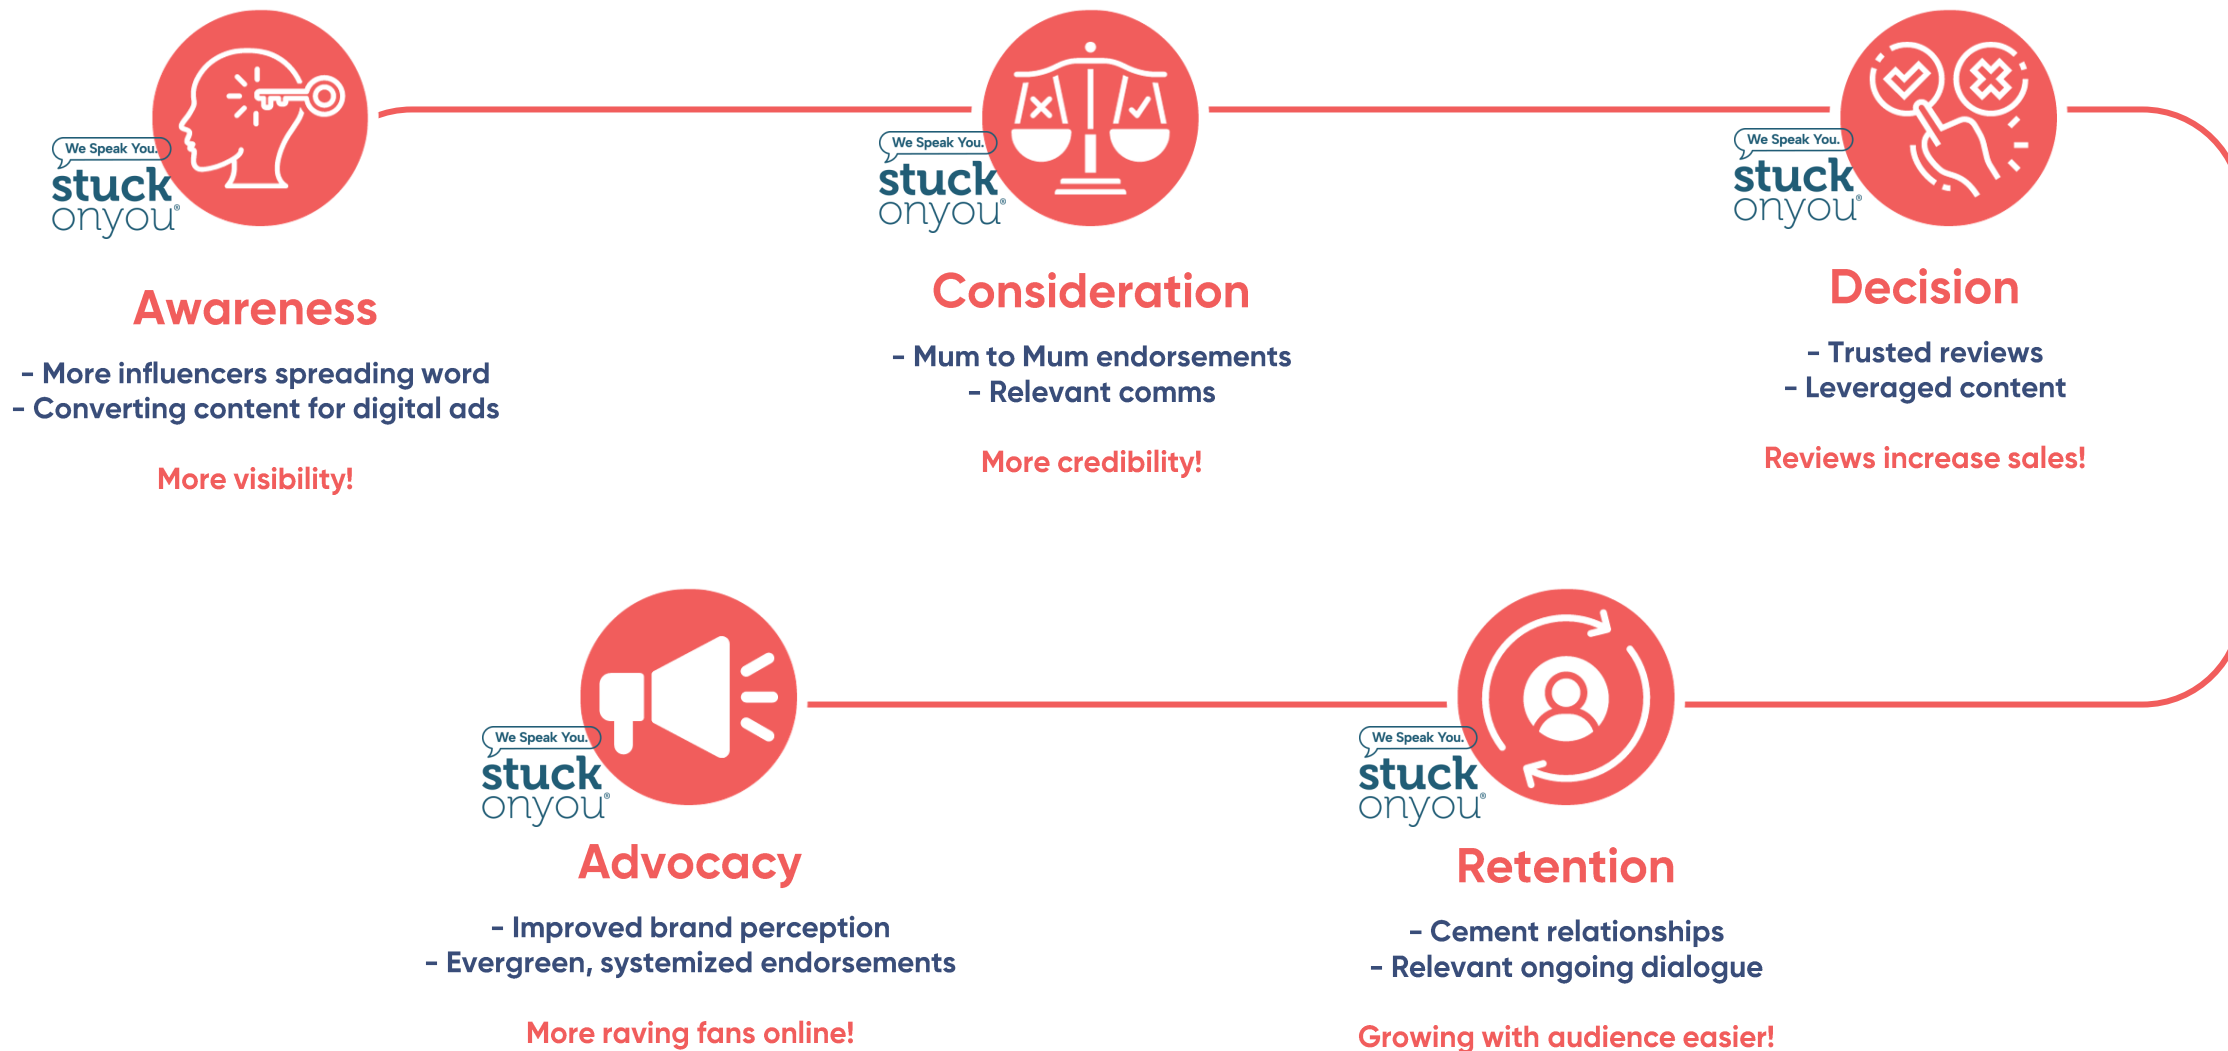 We Speak You.
stuck
onyou®
Awareness
- More influencers spreading word
- Converting content for digital ads
More visibility!
We Speak You.
stuck
onyou®
Consideration
- Mum to Mum endorsements
- Relevant comms
More credibility!
We Speak You.
stuck
onyou®
Decision
- Trusted reviews
- Leveraged content
Reviews increase sales!
We Speak You.
stuck
onyou®
Advocacy
- Improved brand perception
- Evergreen, systemized endorsements
More raving fans online!
We Speak You.
stuck
onyou®
Retention
- Cement relationships
- Relevant ongoing dialogue
Growing with audience easier!